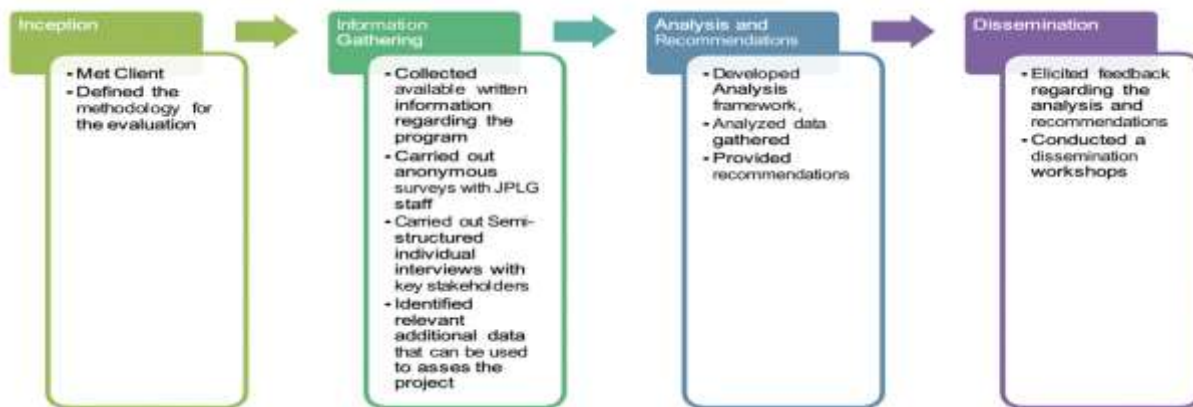 Inception
- Met Client
- Defined the
methodology for
the evaluation
Information
Gathering
- Collected
available written
information
regarding the
program
- Carried out
anonymous
surveys with JPLG
staff
- Carried out Semi-
structured
individual
interviews with
key stakeholders
- Identified
relevant
additional data
that can be used
to asses the
project
Analysis and
Recommendations
- Developed
Analysis
framework,
- Analyzed data
gathered
- Provided
recommendations
Dissemination
- Elicited feedback
regarding the
analysis and
recommendations
- Conducted a
dissemination
workshops